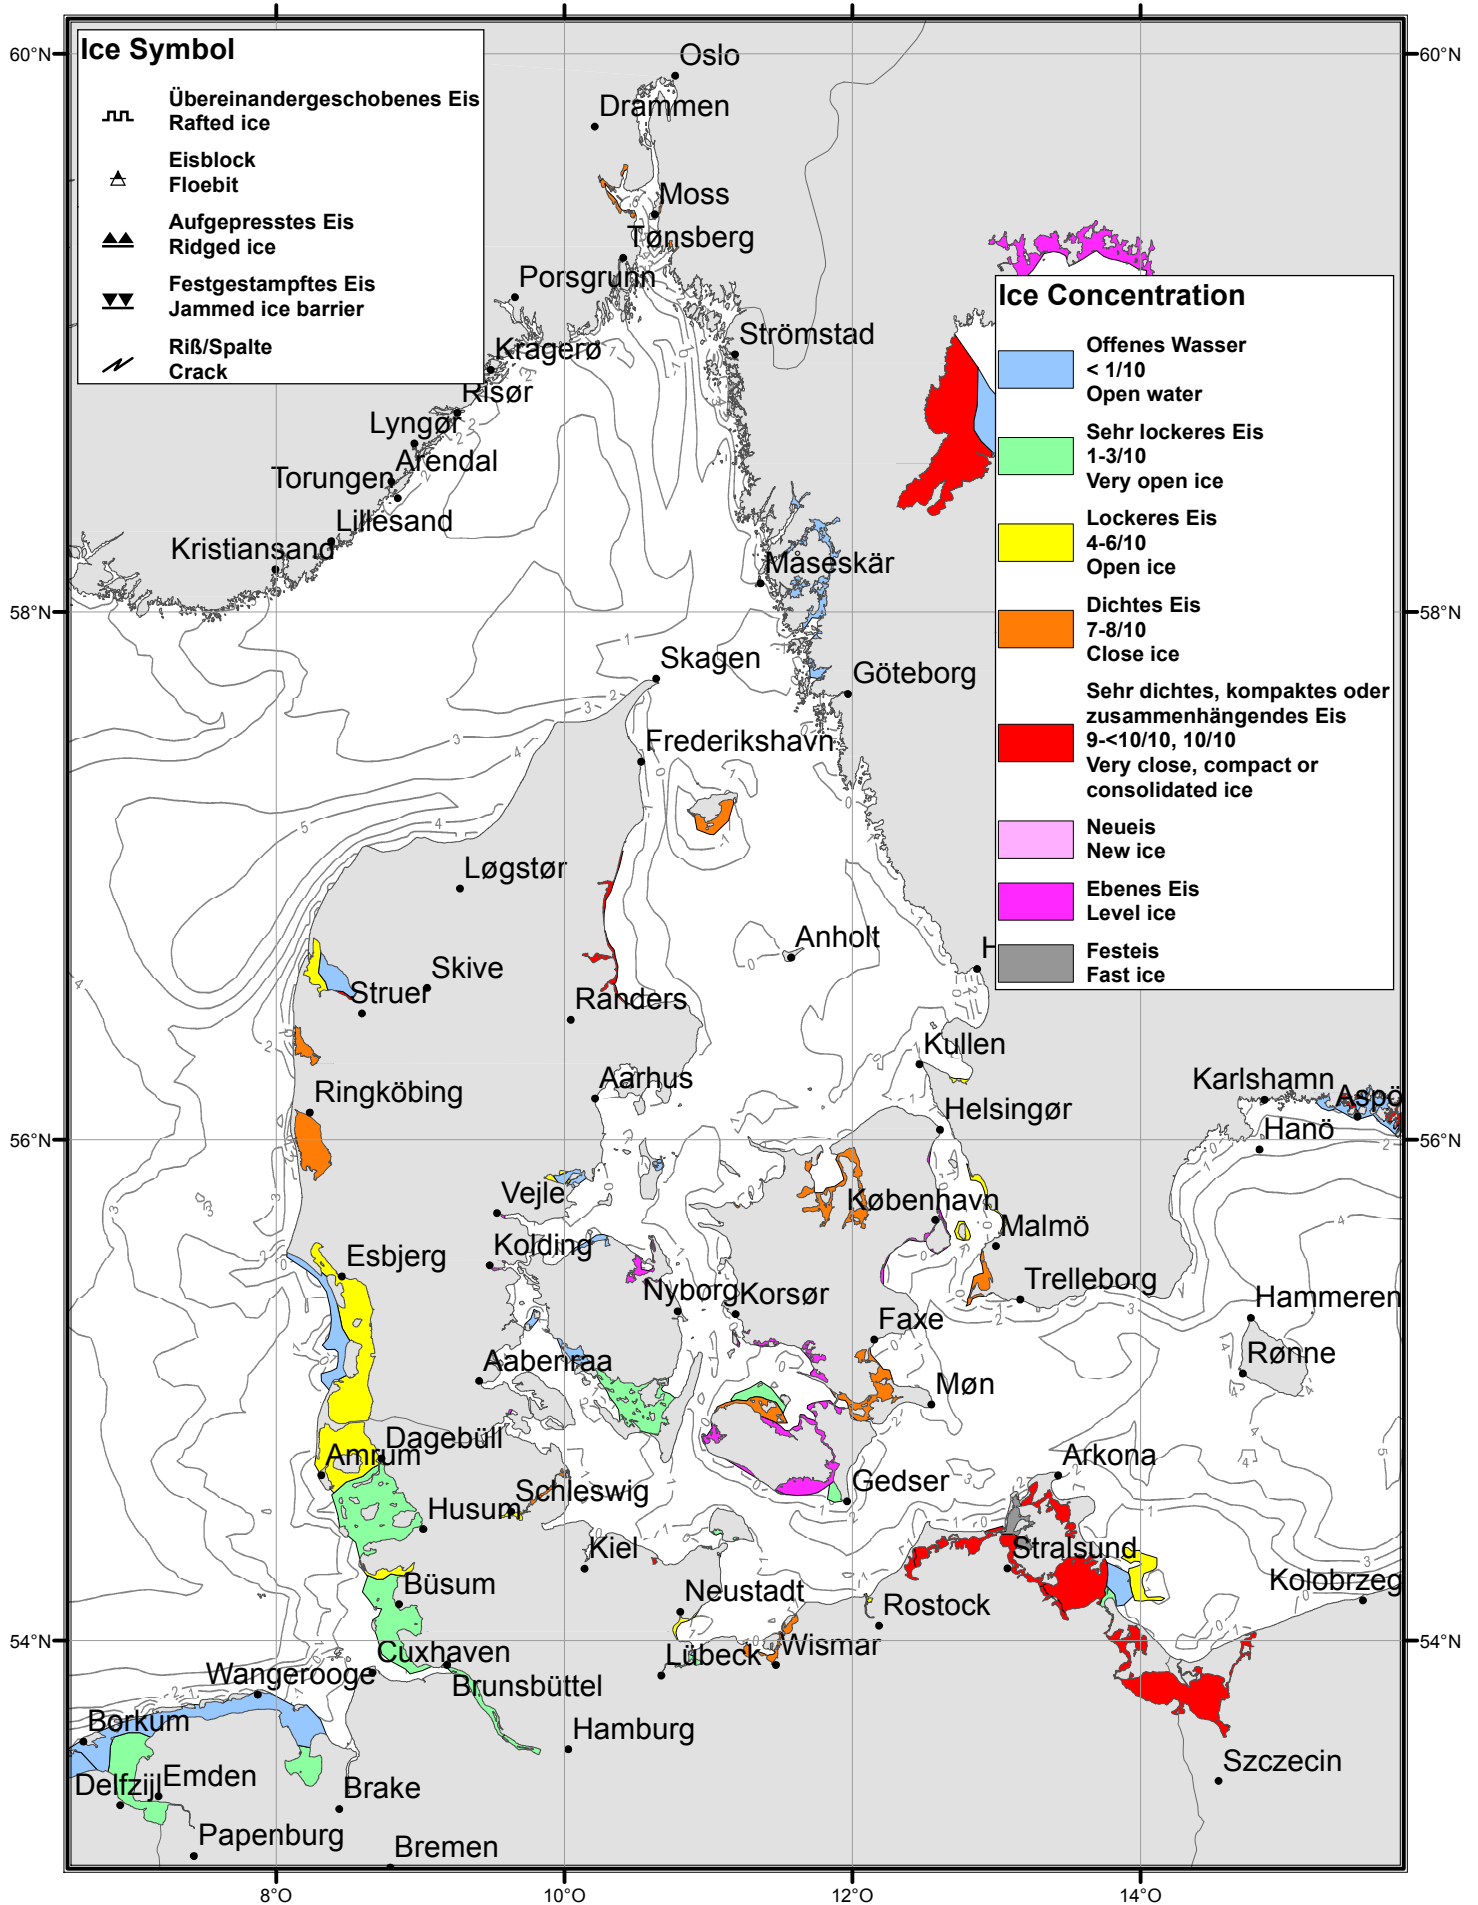 60°N
60°N
Ice Symbol
Übereinandergeschobenes Eis
Rafted ice
Eisblock
Floebit
Aufgepresstes Eis
Ridged ice
Festgestampftes Eis
Jammed ice barrier
Riß/Spalte
Crack
Oslo
Drammen
Moss
Tønsberg
Porsgrunn
Strömstad
Kragerø
Risør
Lyngør
Arendal
Torungen
Lillesand
Kristiansand
Måseskär
Ice Concentration
Offenes Wasser
< 1/10
Open water
Sehr lockeres Eis
1-3/10
Very open ice
Lockeres Eis
4-6/10
Open ice
Dichtes Eis
7-8/10
Close ice
Sehr dichtes, kompaktes oder
zusammenhängendes Eis
9-<10/10, 10/10
Very close, compact or
consolidated ice
Neueis
New ice
Ebenes Eis
Level ice
Festeis
Fast ice
58°N
58°N
Skagen
Göteborg
Frederikshavn
Løgstør
Anholt
H
Skive
Struer
Randers
Kullen
Aarhus
Karlshamn
Aspö
Ringköbing
Helsingør
Hanö
56°N
56°N
Vejle
København
Malmö
Kolding
Esbjerg
Trelleborg
Nyborg
Korsør
Hammeren
Faxe
Rønne
Aabenraa
Møn
Dagebüll
Amrum
Arkona
Gedser
Schleswig
Husum
Kiel
Stralsund
Büsum
Neustadt
Rostock
Kolobrzeg
54°N
54°N
Cuxhaven
Lübeck
Wismar
Wangerooge
Brunsbüttel
Borkum
Hamburg
Szczecin
Delfzijl
Emden
Brake
Papenburg
Bremen
8°O
10°O
12°O
14°O